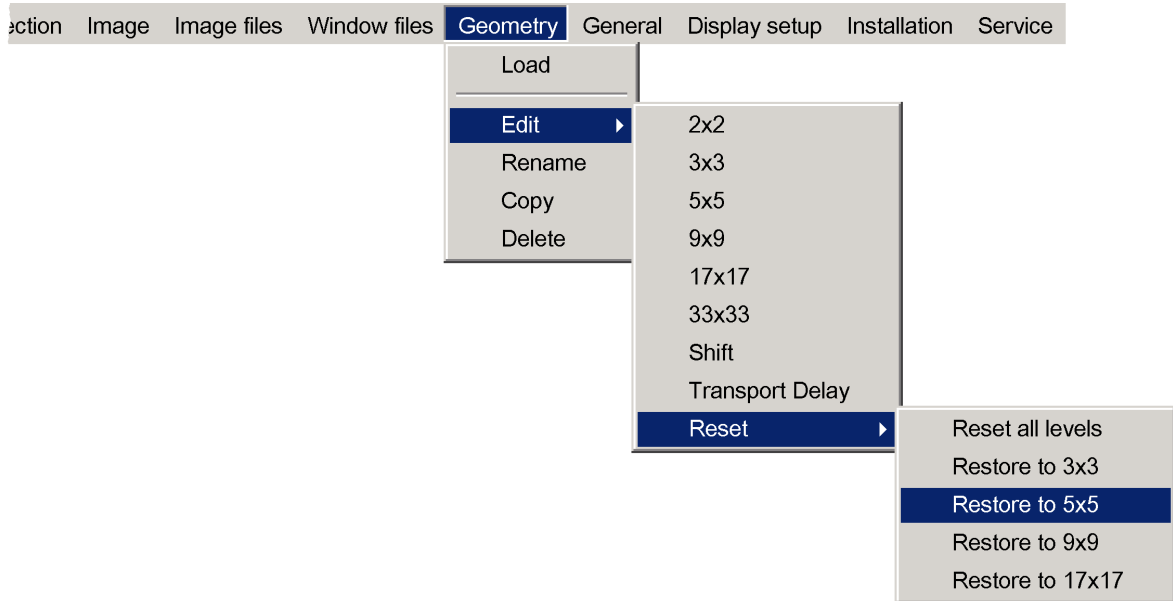 Image Image files Window files Geometry General Display setup Installation Service
Load
Edit
Rename
Copy
Delete
2x2
3x3
5x5
9x9
17x17
33x33
Shift
Transport Delay
Reset
Reset all levels
Restore to 3x3
Restore to 5x5
Restore to 9x9
Restore to 17x17